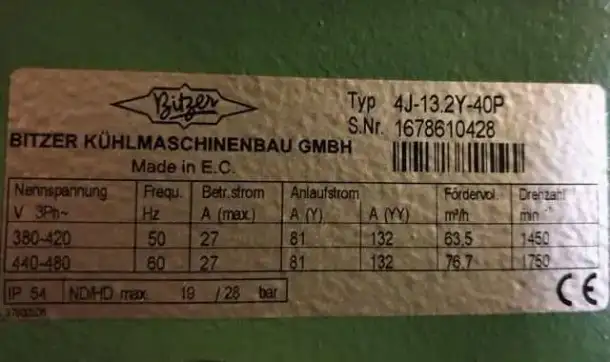 Bitzer
Typ 4J-13.2Y-40P
S.Nr. 1678610428
BITZER KÜHLMASCHINENBAU GMBH
Made in E.C.
Nennspannung Frequ. Betr.strom Anlaufstrom Fördervol. Drehzahl
V 3Ph~ Hz A (max.) A (Y) A (YY) m³/h min
380-420 50 27 81 132 63,5 1450
440-480 60 27 81 132 76,7 1750
IP 54 ND/HD max. 19 / 28 bar
CE